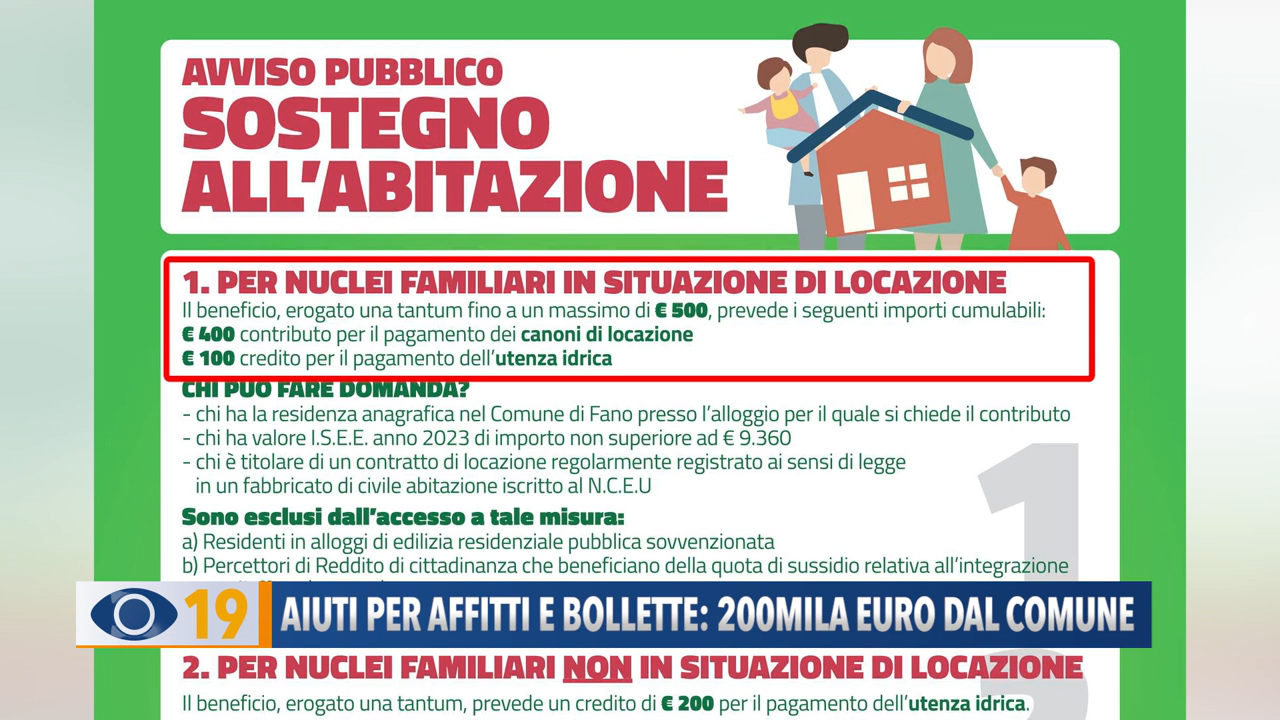 AVVISO PUBBLICO
SOSTEGNO
ALL'ABITAZIONE
1. PER NUCLEI FAMILIARI IN SITUAZIONE DI LOCAZIONE
Il beneficio, erogato una tantum fino a un massimo di € 500, prevede i seguenti importi cumulabili:
€ 400 contributo per il pagamento dei canoni di locazione
€ 100 credito per il pagamento dell'utenza idrica
CHI PUÒ FARE DOMANDA?
- chi ha la residenza anagrafica nel Comune di Fano presso l'alloggio per il quale si chiede il contributo
- chi ha valore I.S.E.E. anno 2023 di importo non superiore ad € 9.360
- chi è titolare di un contratto di locazione regolarmente registrato ai sensi di legge
in un fabbricato di civile abitazione iscritto al N.C.E.U
1
Sono esclusi dall'accesso a tale misura:
a) Residenti in alloggi di edilizia residenziale pubblica sovvenzionata
b) Percettori di Reddito di cittadinanza che beneficiano della quota di sussidio relativa all'integrazione
19 AIUTI PER AFFITTI E BOLLETTE: 200MILA EURO DAL COMUNE
2. PER NUCLEI FAMILIARI NON IN SITUAZIONE DI LOCAZIONE
Il beneficio, erogato una tantum, prevede un credito di € 200 per il pagamento dell'utenza idrica.